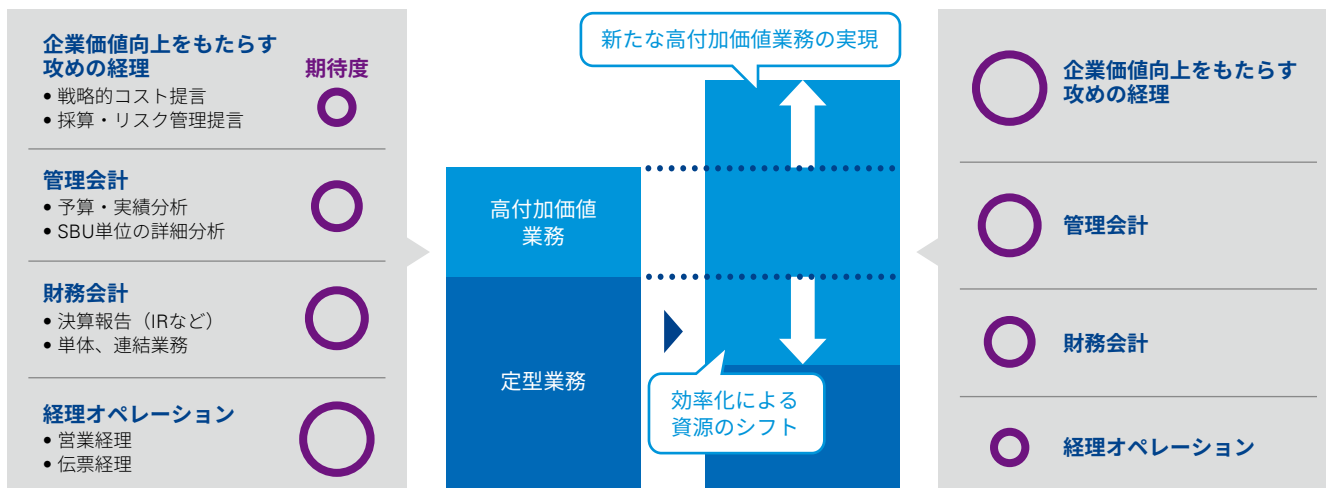 企業価値向上をもたらす
攻めの経理
期待度
• 戦略的コスト提言
• 採算・リスク管理提言
管理会計
• 予算・実績分析
• SBU単位の詳細分析
財務会計
• 決算報告（IRなど）
• 単体、連結業務
経理オペレーション
• 営業経理
• 伝票経理
高付加価値
業務
定型業務
新たな高付加価値業務の実現
効率化による
資源のシフト
企業価値向上をもたらす
攻めの経理
管理会計
財務会計
経理オペレーション